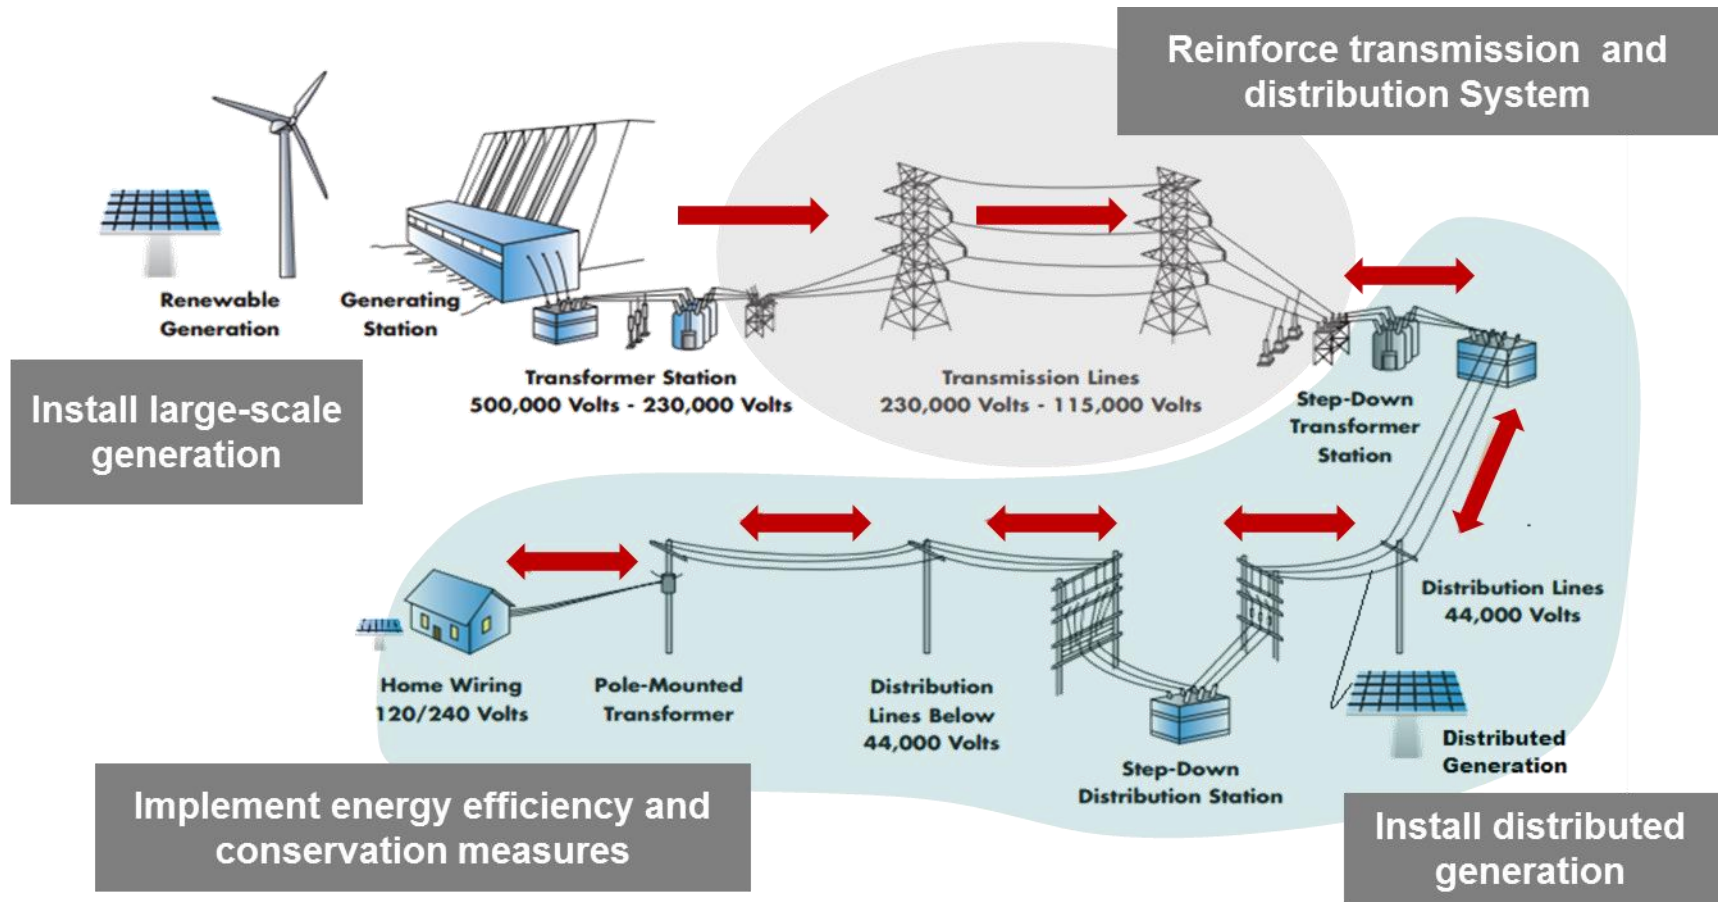 Reinforce transmission and
distribution System
Renewable
Generation
Generating
Station
Install large-scale
generation
Transformer Station
500,000 Volts - 230,000 Volts
Transmission Lines
230,000 Volts - 115,000 Volts
Step-Down
Transformer
Station
Distribution Lines
44,000 Volts
Home Wiring
120/240 Volts
Pole-Mounted
Transformer
Distribution
Lines Below
44,000 Volts
Step-Down
Distribution Station
Distributed
Generation
Implement energy efficiency and
conservation measures
Install distributed
generation